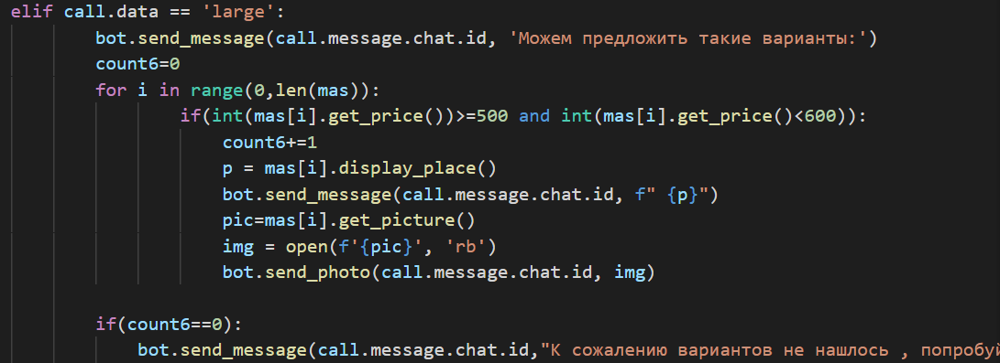 elif call.data == 'large':
bot.send_message(call.message.chat.id, 'Можем предложить такие варианты:')
count6=0
for i in range(0,len(mas)):
if(int(mas[i].get_price())>=500 and int(mas[i].get_price()<600)):
count6+=1
p = mas[i].display_place()
bot.send_message(call.message.chat.id, f" {p}")
pic=mas[i].get_picture()
img = open(f'{pic}', 'rb')
bot.send_photo(call.message.chat.id, img)
if(count6==0):
bot.send_message(call.message.chat.id,"К сожалению вариантов не нашлось , попробуй